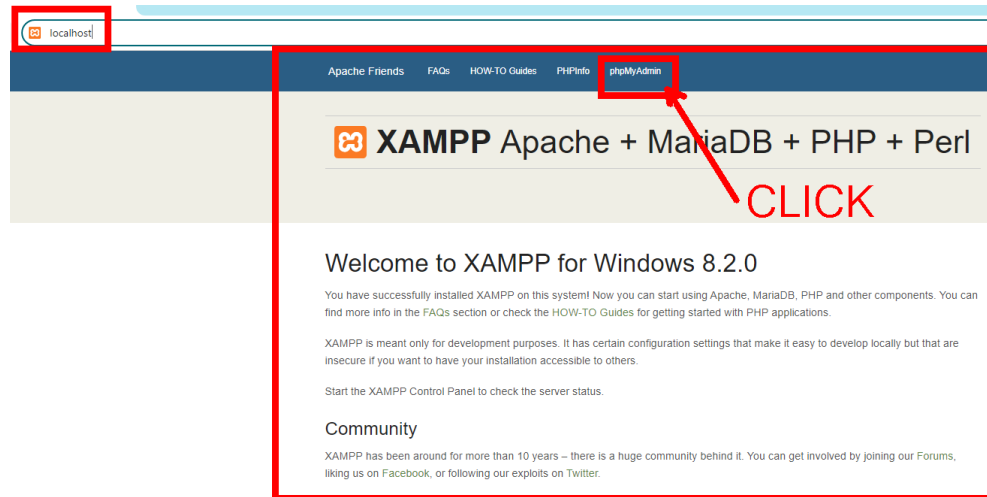 localhost
Apache Friends FAQs HOW-TO Guides PHPInfo phpMyAdmin
XAMPP Apache + MariaDB + PHP + Perl
CLICK
Welcome to XAMPP for Windows 8.2.0
You have successfully installed XAMPP on this system! Now you can start using Apache, MariaDB, PHP and other components. You can
find more info in the FAQs section or check the HOW-TO Guides for getting started with PHP applications.
XAMPP is meant only for development purposes. It has certain configuration settings that make it easy to develop locally but that are
insecure if you want to have your installation accessible to others.
Start the XAMPP Control Panel to check the server status.
Community
XAMPP has been around for more than 10 years – there is a huge community behind it. You can get involved by joining our Forums,
liking us on Facebook, or following our exploits on Twitter.